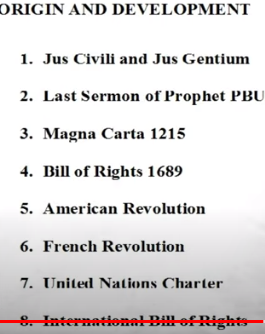 ORIGIN AND DEVELOPMENT
1. Jus Civili and Jus Gentium
2. Last Sermon of Prophet PBU
3. Magna Carta 1215
4. Bill of Rights 1689
5. American Revolution
6. French Revolution
7. United Nations Charter
8. International Bill of Rights